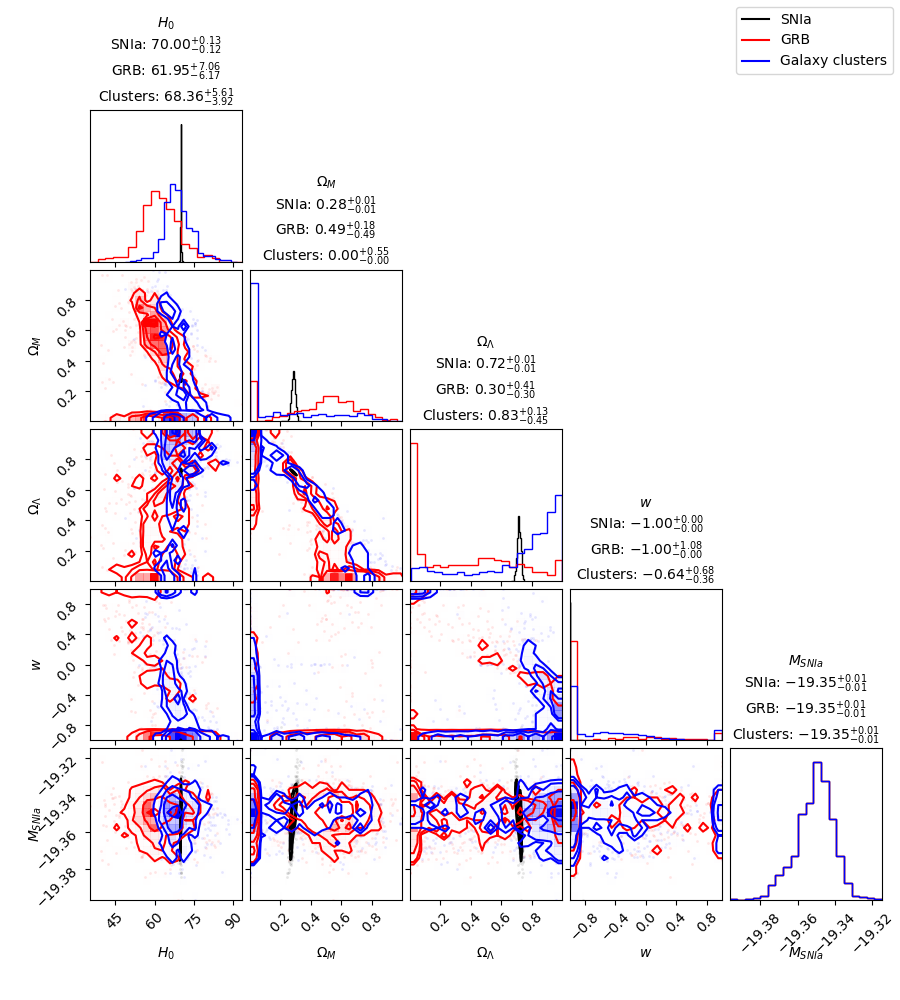 SNIa
GRB
Galaxy clusters
H₀
SNIa: 70.00 +0.13 −0.12
GRB: 61.95 +7.06 −6.17
Clusters: 68.36 +5.61 −3.92
Ω_M
SNIa: 0.28 +0.01 −0.01
GRB: 0.49 +0.18 −0.49
Clusters: 0.00 +0.55 −0.00
Ω_Λ
SNIa: 0.72 +0.01 −0.01
GRB: 0.30 +0.41 −0.30
Clusters: 0.83 +0.13 −0.45
w
SNIa: −1.00 +0.00 −0.00
GRB: −1.00 +1.08 −0.00
Clusters: −0.64 +0.68 −0.36
M_SNIa
SNIa: −19.35 +0.01 −0.01
GRB: −19.35 +0.01 −0.01
Clusters: −19.35 +0.01 −0.01
Ω_M
0.8
0.6
0.4
0.2
Ω_Λ
0.8
0.6
0.4
0.2
w
0.8
0.4
0.0
−0.4
−0.8
M_SNIa
−19.32
−19.34
−19.36
−19.38
45 60 75 90
0.2 0.4 0.6 0.8
0.2 0.4 0.6 0.8
−0.8 −0.4 0.0 0.4 0.8
−19.38 −19.36 −19.34 −19.32
H₀
Ω_M
Ω_Λ
w
M_SNIa